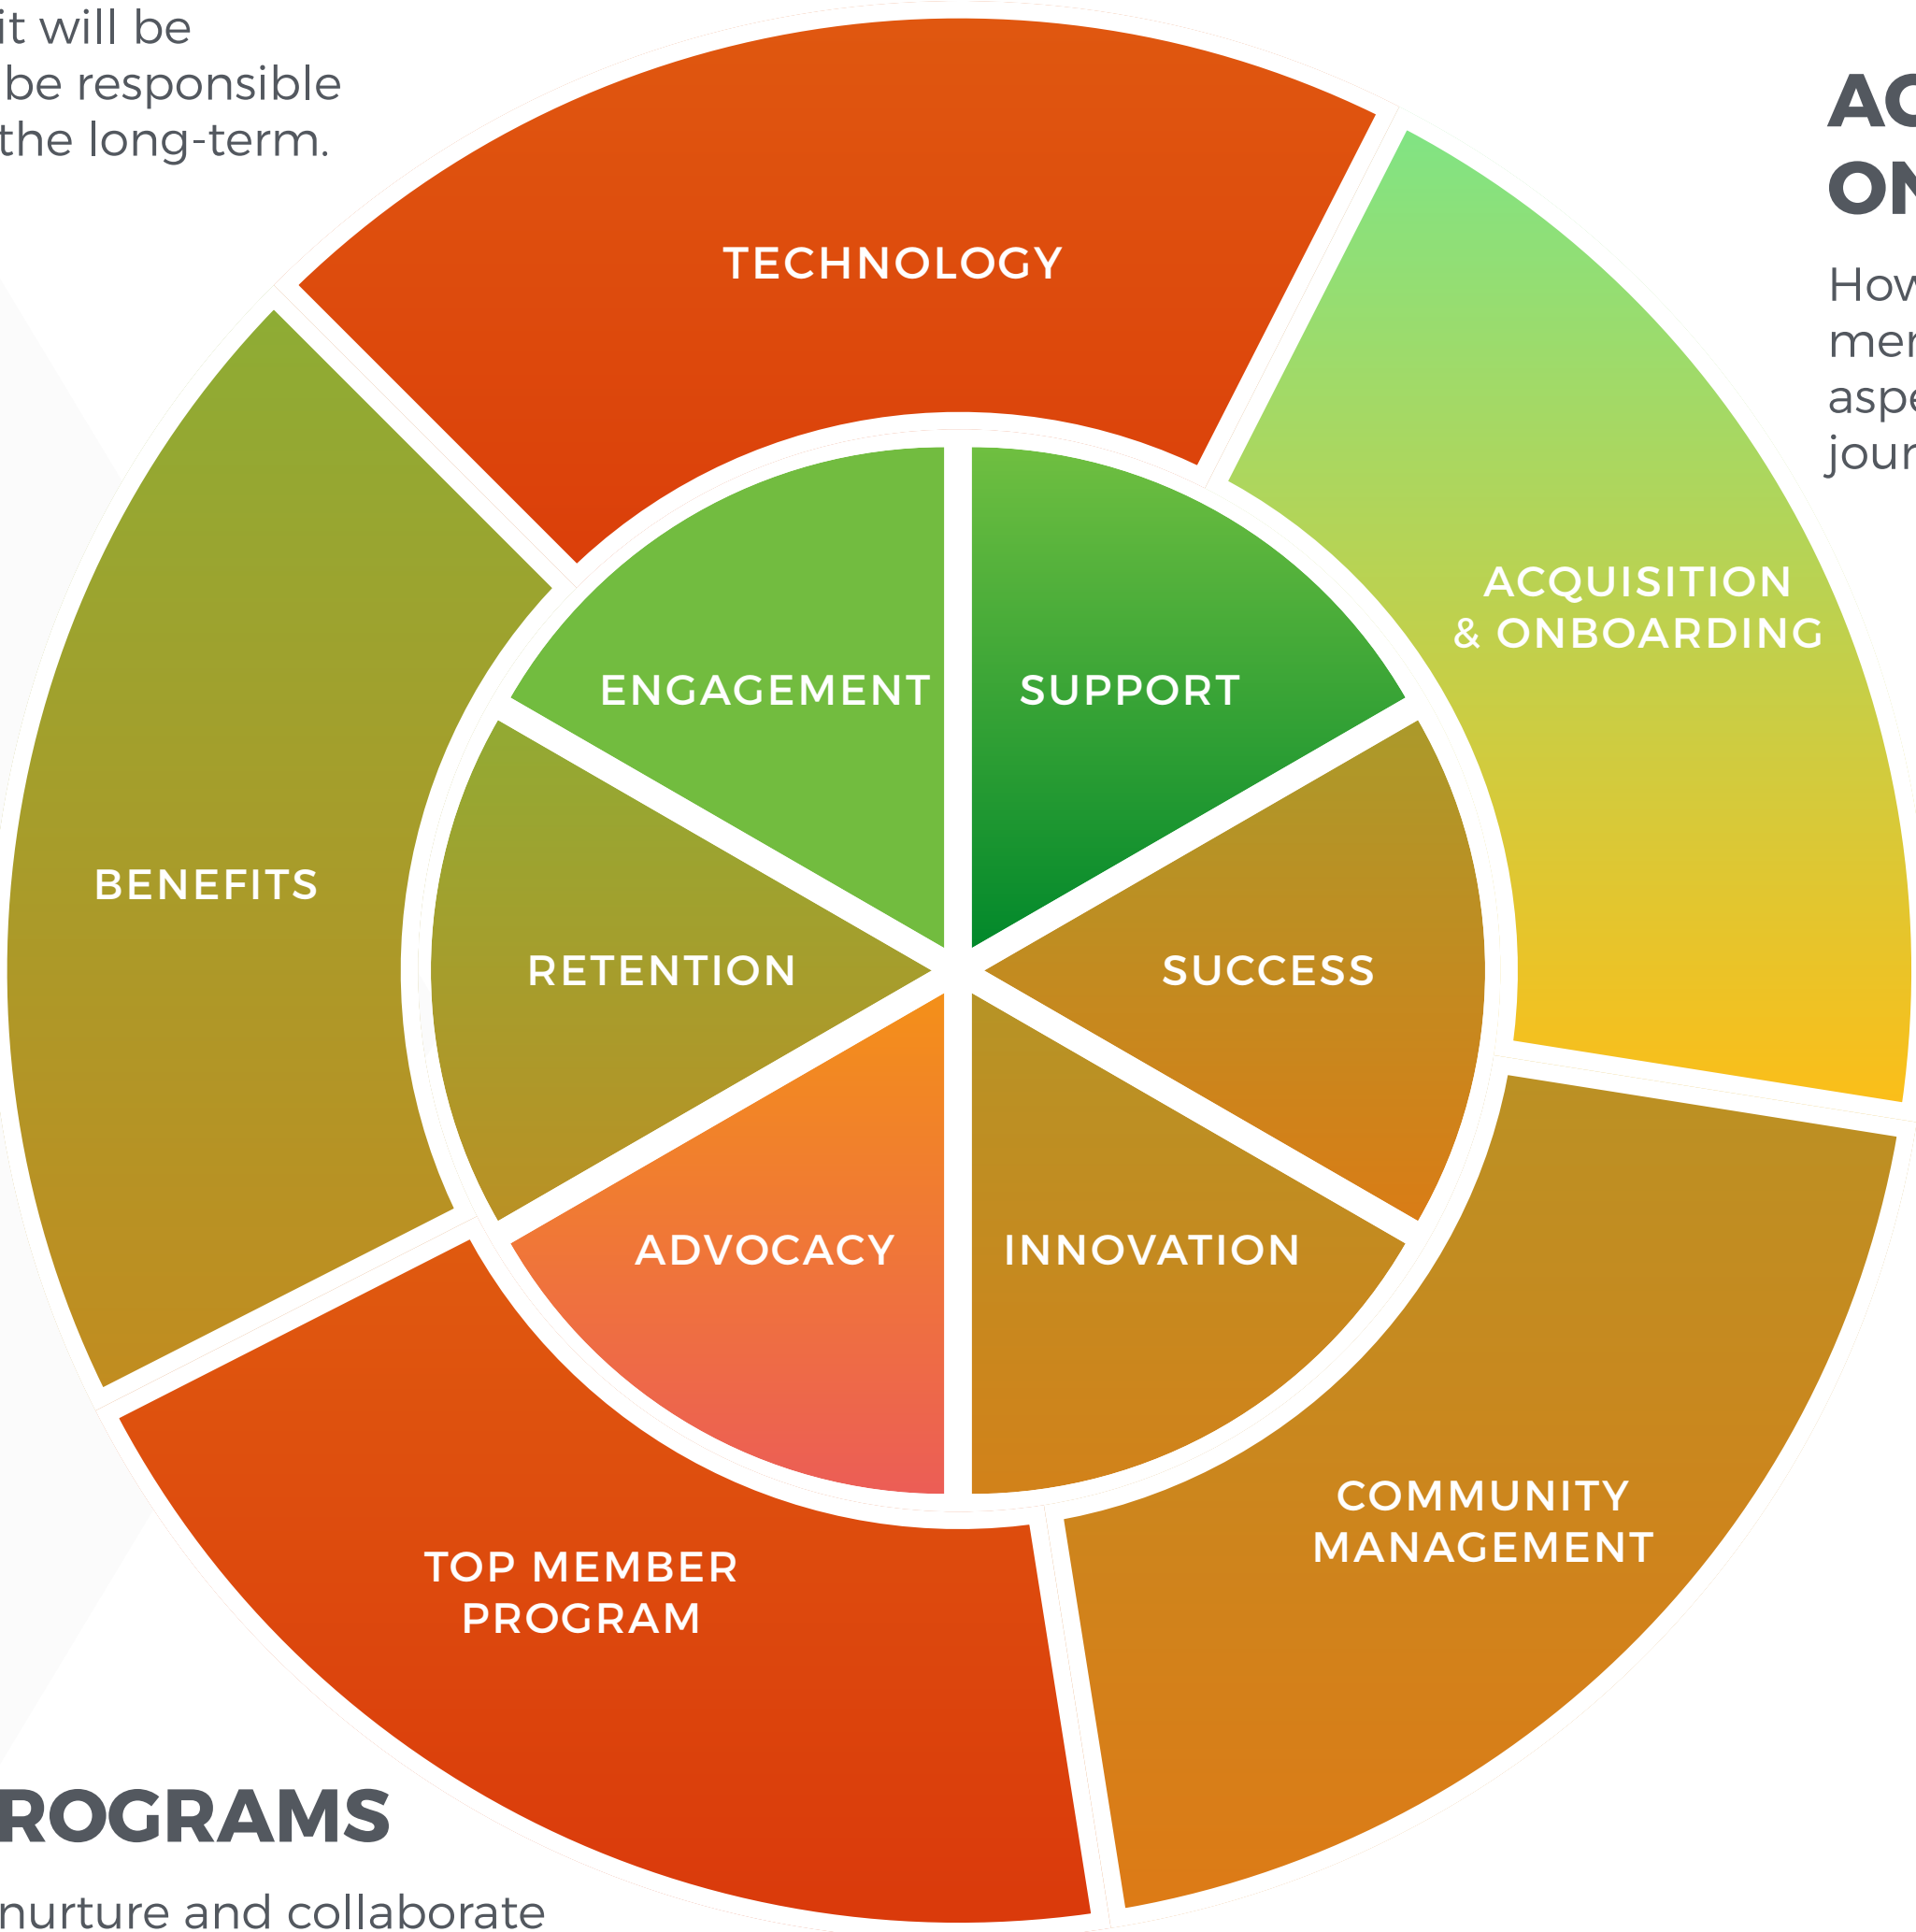 it will be
be responsible
the long-term.
TECHNOLOGY
ACQUISITION
& ONBOARDING
ENGAGEMENT
SUPPORT
BENEFITS
RETENTION
SUCCESS
ADVOCACY
INNOVATION
COMMUNITY
MANAGEMENT
TOP MEMBER
PROGRAM
ROGRAMS
nurture and collaborate